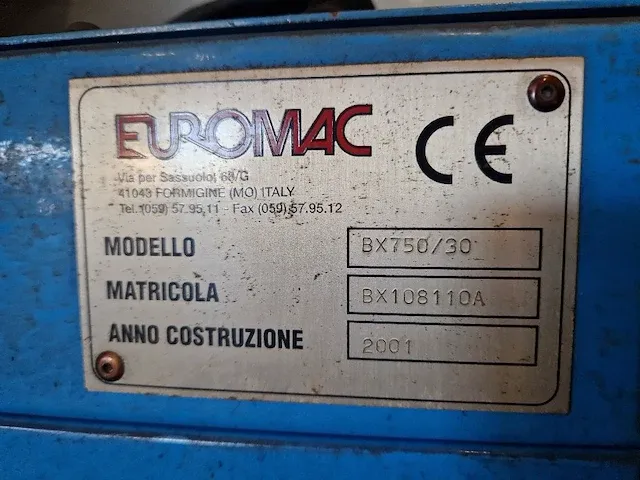 EUROMAC CE
Via per Sassuolo, 68/G
41043 FORMIGINE (MO) ITALY
Tel. (059) 57.95.11 - Fax (059) 57.95.12
MODELLO BX750/30
MATRICOLA BX108110A
ANNO COSTRUZIONE 2001